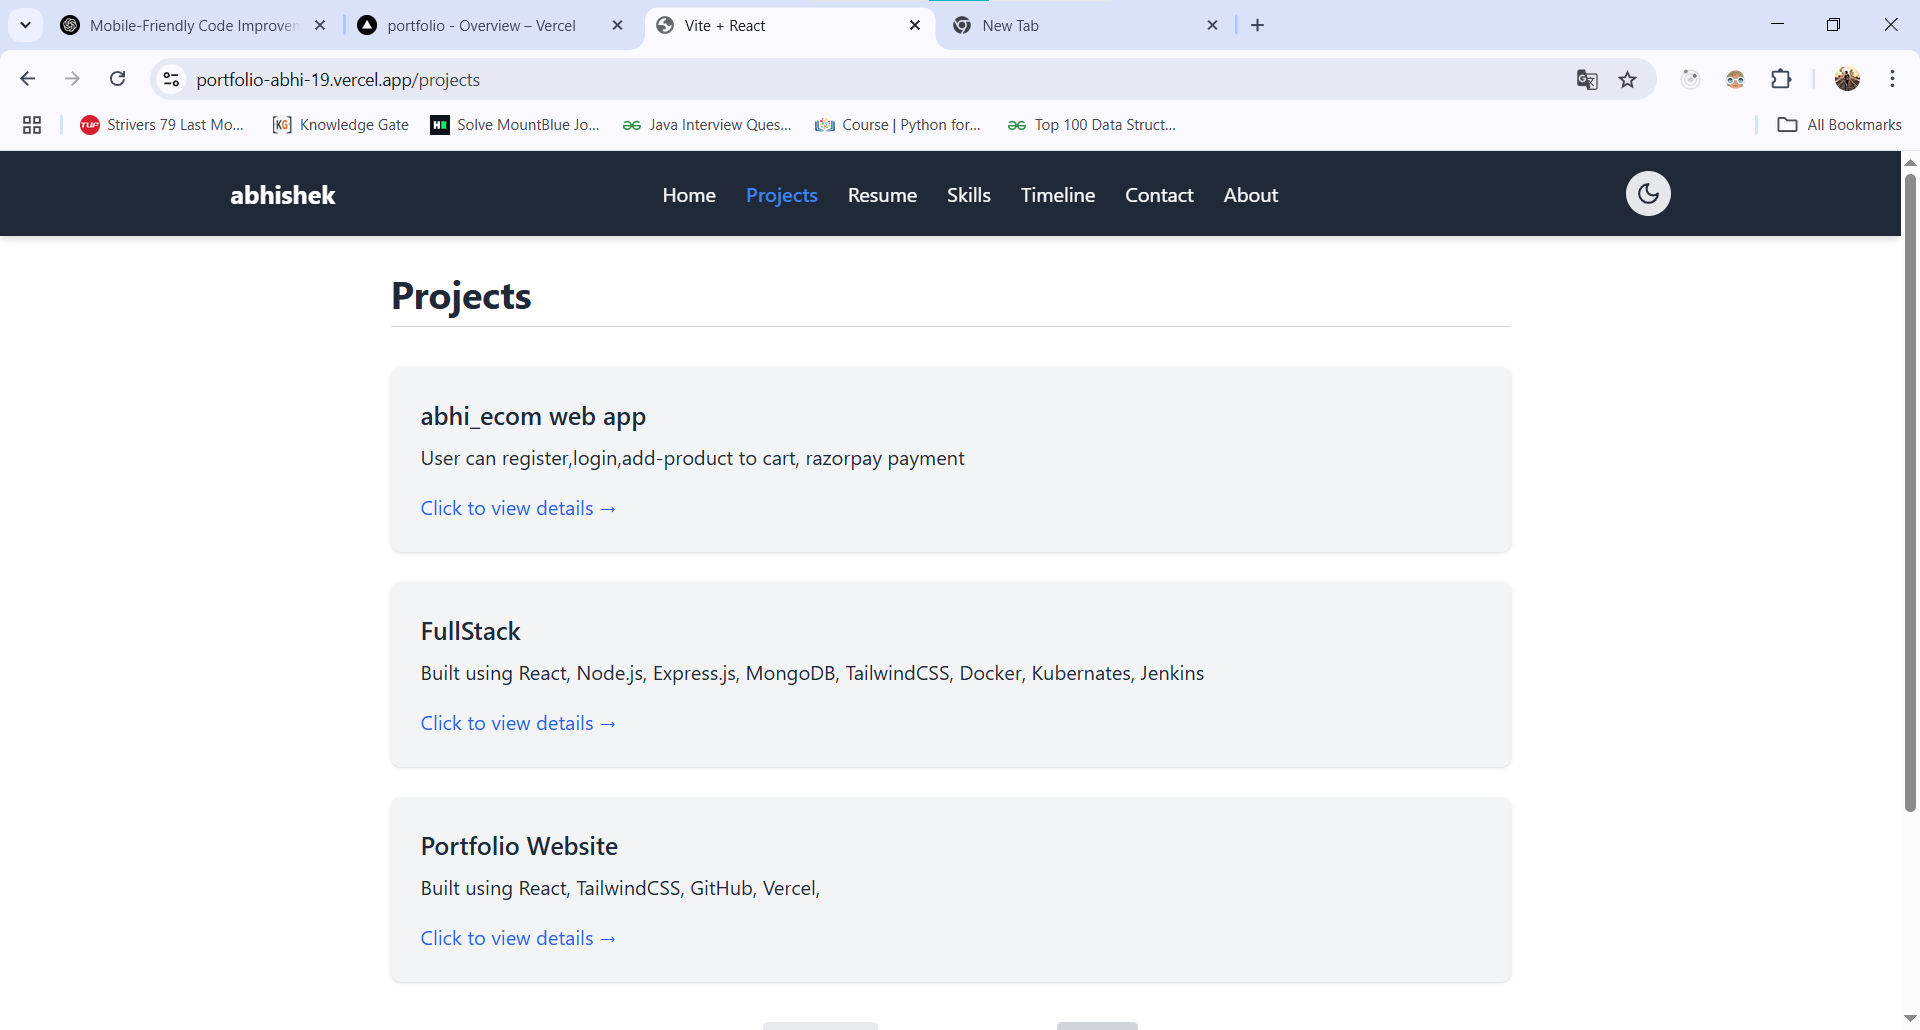 Mobile-Friendly Code Improven
portfolio - Overview – Vercel
Vite + React
New Tab
portfolio-abhi-19.vercel.app/projects
TUF Strivers 79 Last Mo...
KG Knowledge Gate
H Solve MountBlue Jo...
Java Interview Ques...
Course | Python for...
Top 100 Data Struct...
All Bookmarks
abhishek
Home Projects Resume Skills Timeline Contact About
Projects
abhi_ecom web app
User can register,login,add-product to cart, razorpay payment
Click to view details →
FullStack
Built using React, Node.js, Express.js, MongoDB, TailwindCSS, Docker, Kubernates, Jenkins
Click to view details →
Portfolio Website
Built using React, TailwindCSS, GitHub, Vercel,
Click to view details →